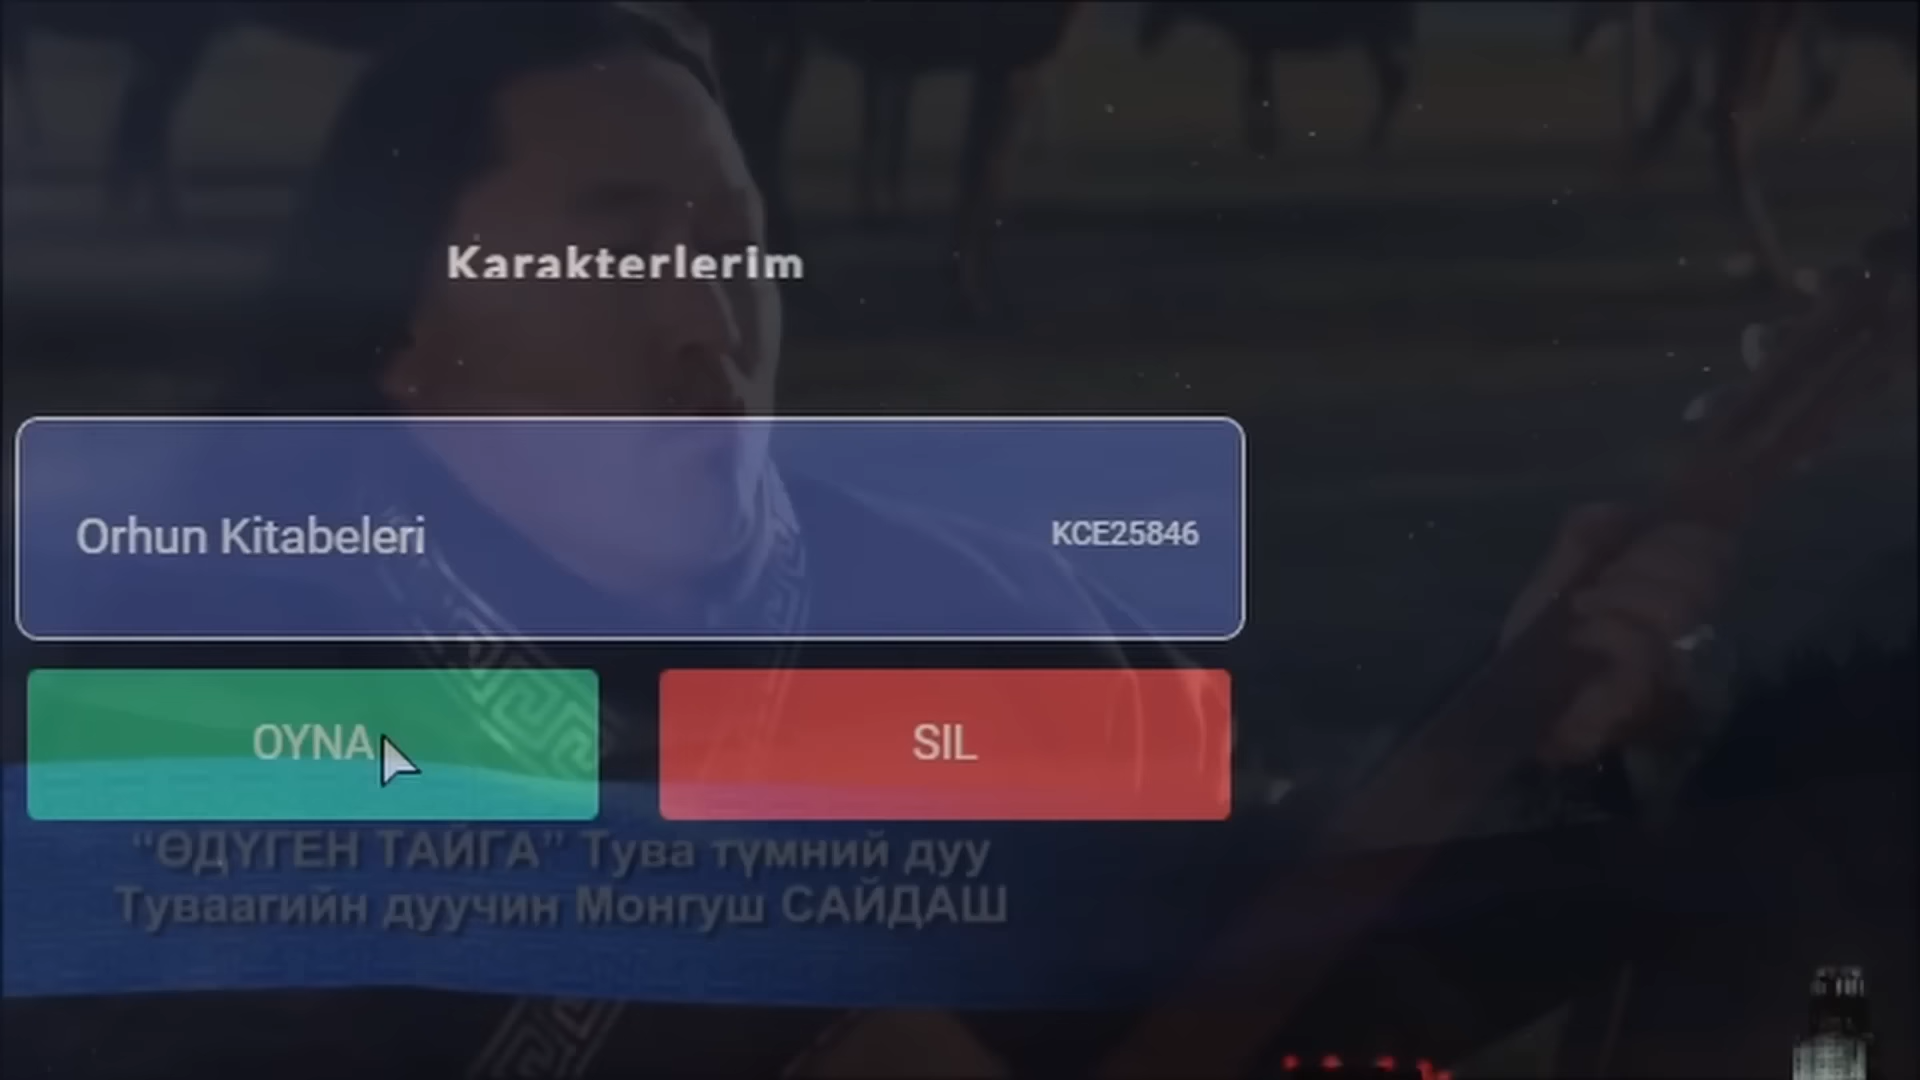 Karakterlerim
Orhun Kitabeleri
KCE25846
OYNA
SIL
“ӨДҮГЕН ТАЙГА” Тува түмний дуу
Туваагийн дуучин Монгуш САЙДАШ